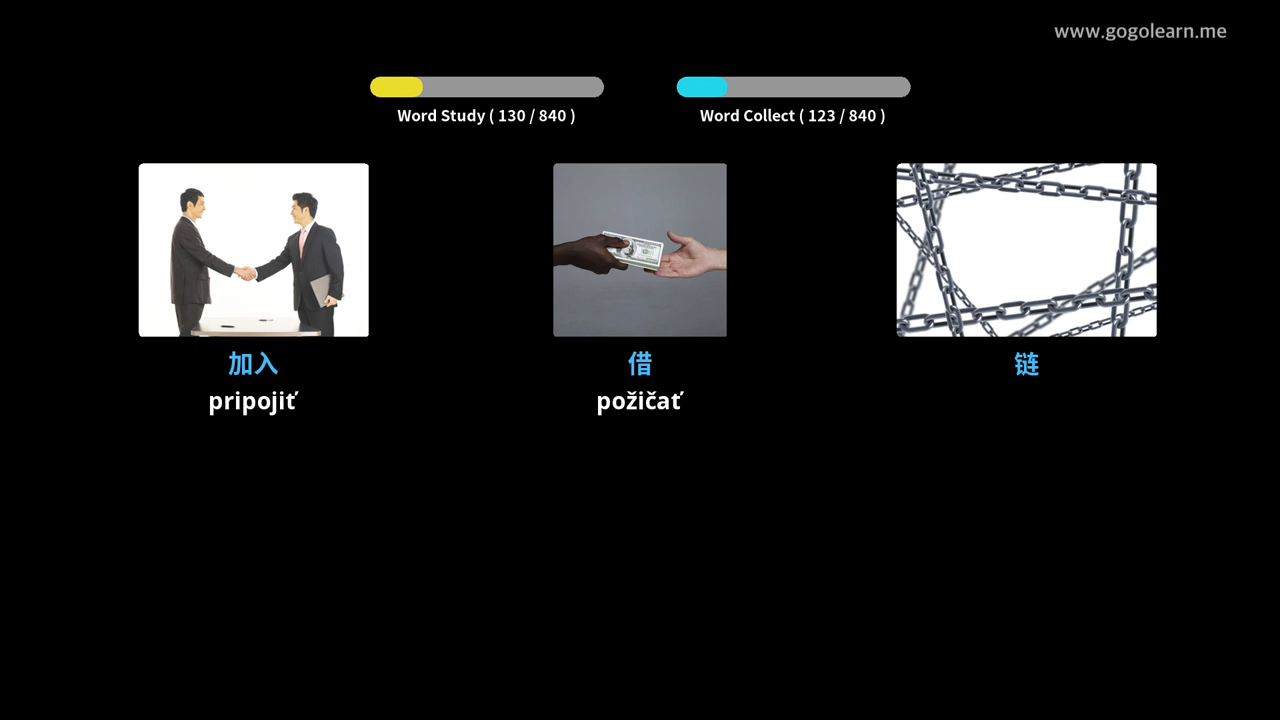 www.gogolearn.me
Word Study ( 130 / 840 )
Word Collect ( 123 / 840 )
加入
借
链
pripojiť
požičať